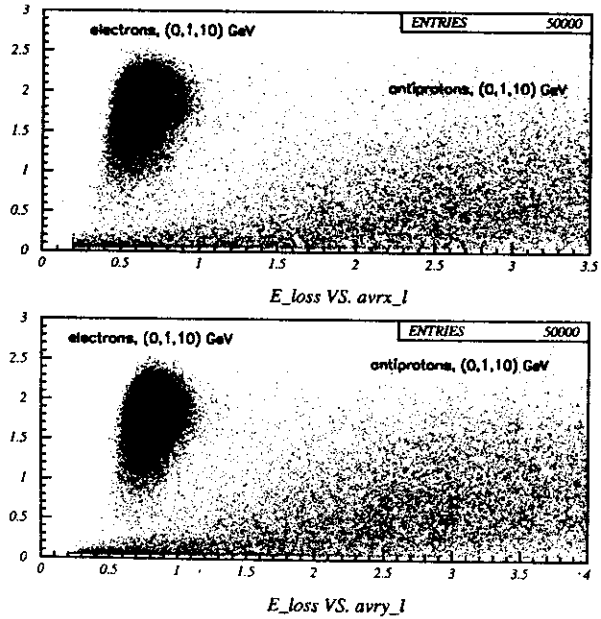 ENTRIES 50000
electrons, (0,1,10) GeV
antiprotons, (0,1,10) GeV
3
2.5
2
1.5
1
0.5
0
0 0.5 1 1.5 2 2.5 3 3.5
E_loss VS. avrx_l
ENTRIES 50000
electrons, (0,1,10) GeV
antiprotons, (0,1,10) GeV
3
2.5
2
1.5
1
0.5
0
0 0.5 1 1.5 2 2.5 3 3.5 4
E_loss VS. avry_l